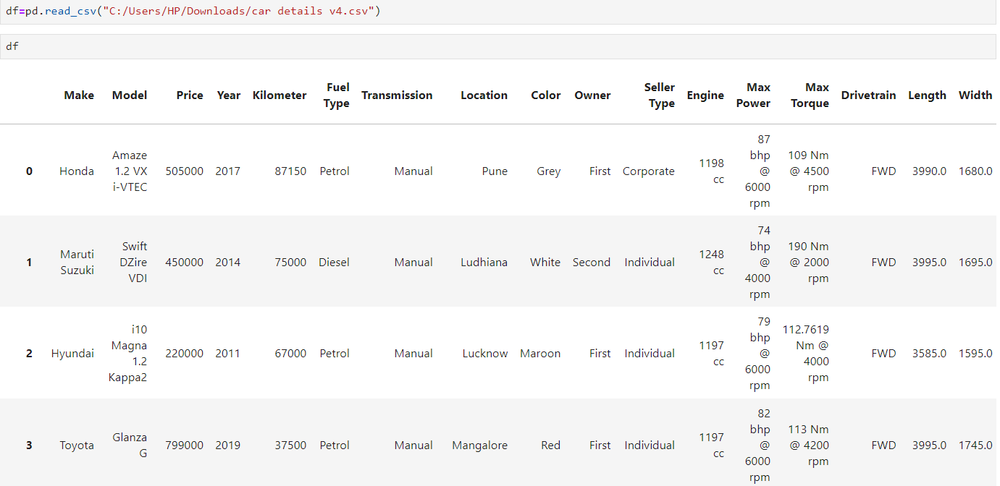 df=pd.read_csv("C:/Users/HP/Downloads/car details v4.csv")
df
Make Model Price Year Kilometer Fuel Type Transmission Location Color Owner Seller Type Engine Max Power Max Torque Drivetrain Length Width
0 Honda Amaze 1.2 VX i-VTEC 505000 2017 87150 Petrol Manual Pune Grey First Corporate 1198 cc 87 bhp @ 6000 rpm 109 Nm @ 4500 rpm FWD 3990.0 1680.0
1 Maruti Suzuki Swift DZire VDI 450000 2014 75000 Diesel Manual Ludhiana White Second Individual 1248 cc 74 bhp @ 4000 rpm 190 Nm @ 2000 rpm FWD 3995.0 1695.0
2 Hyundai i10 Magna 1.2 Kappa2 220000 2011 67000 Petrol Manual Lucknow Maroon First Individual 1197 cc 79 bhp @ 6000 rpm 112.7619 Nm @ 4000 rpm FWD 3585.0 1595.0
3 Toyota Glanza G 799000 2019 37500 Petrol Manual Mangalore Red First Individual 1197 cc 82 bhp @ 6000 rpm 113 Nm @ 4200 rpm FWD 3995.0 1745.0